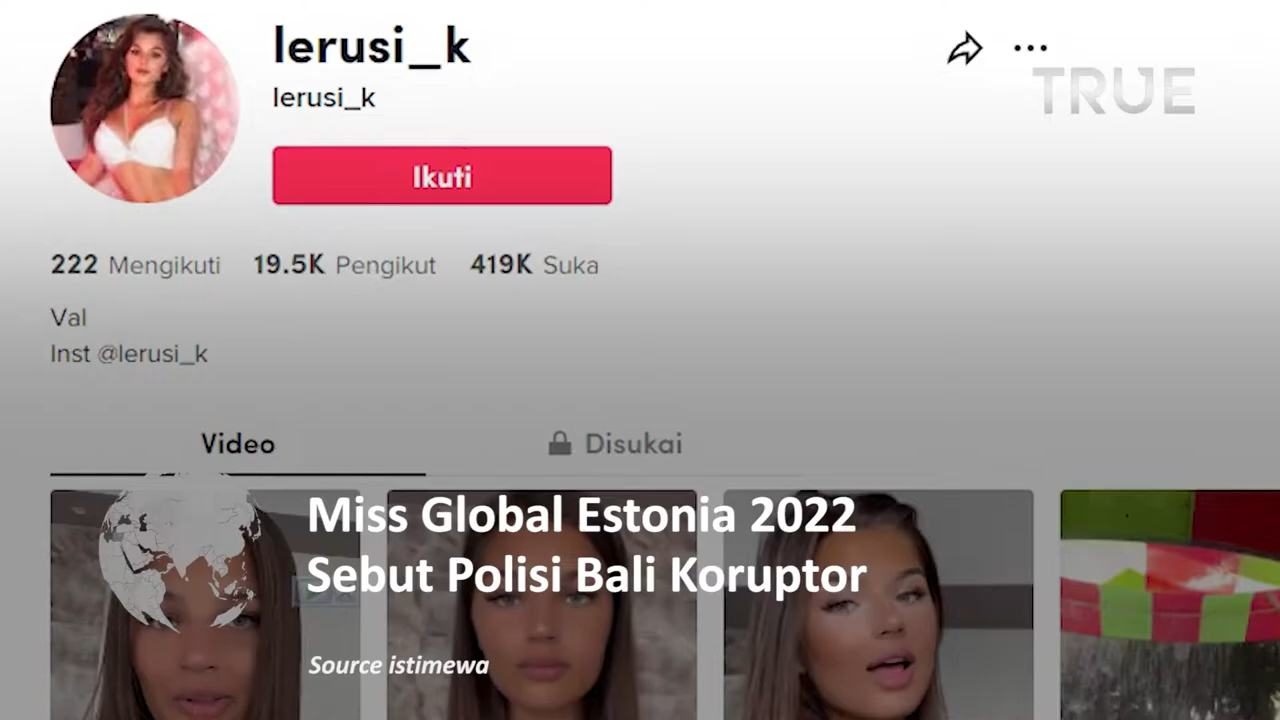 lerusi_k
TRUE
lerusi_k
Ikuti
222 Mengikuti 19.5K Pengikut 419K Suka
Val
Inst @lerusi_k
Video Disukai
Miss Global Estonia 2022
Sebut Polisi Bali Koruptor
Source istimewa